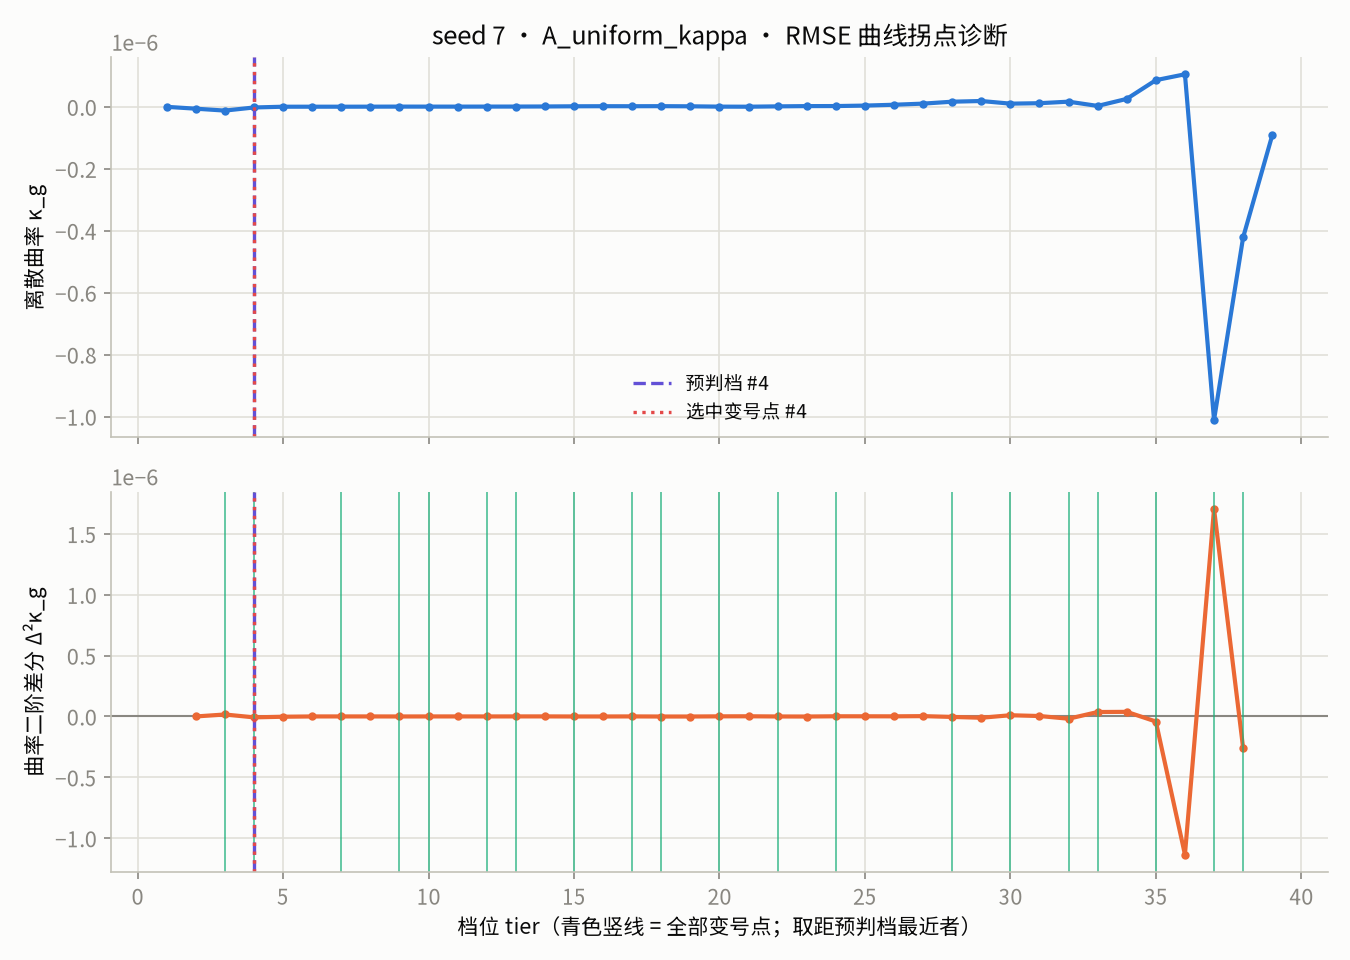 seed 7 · A_uniform_kappa · RMSE 曲线拐点诊断
1e−6
0.0
−0.2
−0.4
−0.6
−0.8
−1.0
离散曲率 κ_g
预判档 #4
选中变号点 #4
1e−6
1.5
1.0
0.5
0.0
−0.5
−1.0
曲率二阶差分 Δ²κ_g
0 5 10 15 20 25 30 35 40
档位 tier（青色竖线 = 全部变号点；取距预判档最近者）